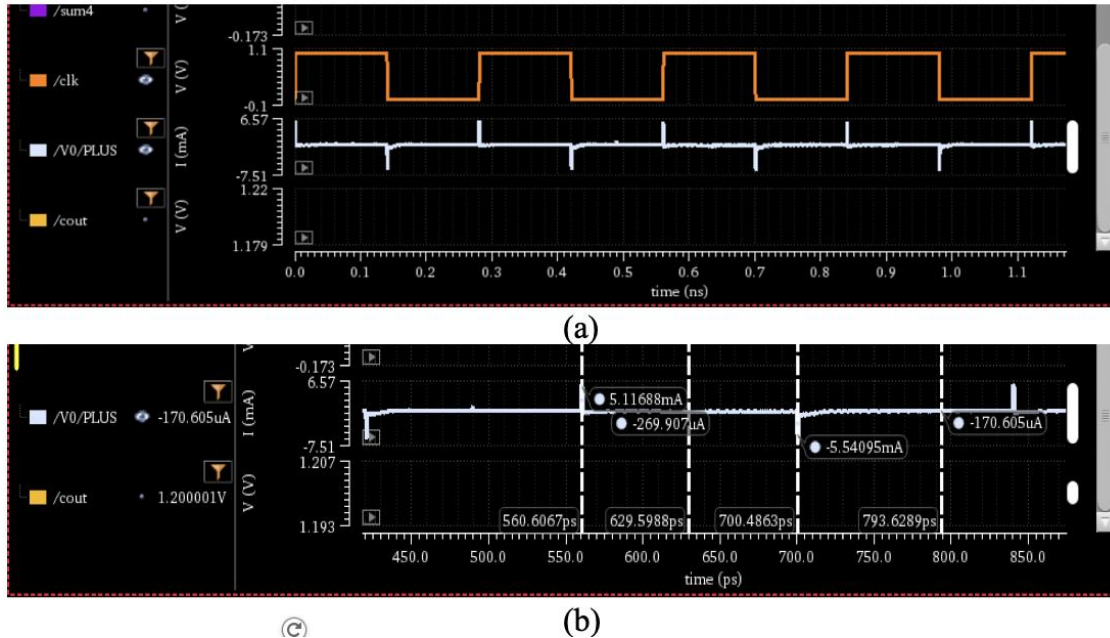 /sum4
V (V)
-0.173
1.1
/clk
V (V)
-0.1
6.57
/V0/PLUS
I (mA)
-7.51
1.22
/cout
V (V)
1.179
0.0 0.1 0.2 0.3 0.4 0.5 0.6 0.7 0.8 0.9 1.0 1.1
time (ns)
(a)
V
-0.173
6.57
/V0/PLUS -170.605uA
I (mA)
5.11688mA
-269.907uA
-170.605uA
-5.54095mA
-7.51
1.207
/cout 1.200001V
V (V)
1.193
560.6067ps 629.5988ps 700.4863ps 793.6289ps
450.0 500.0 550.0 600.0 650.0 700.0 750.0 800.0 850.0
time (ps)
(b)